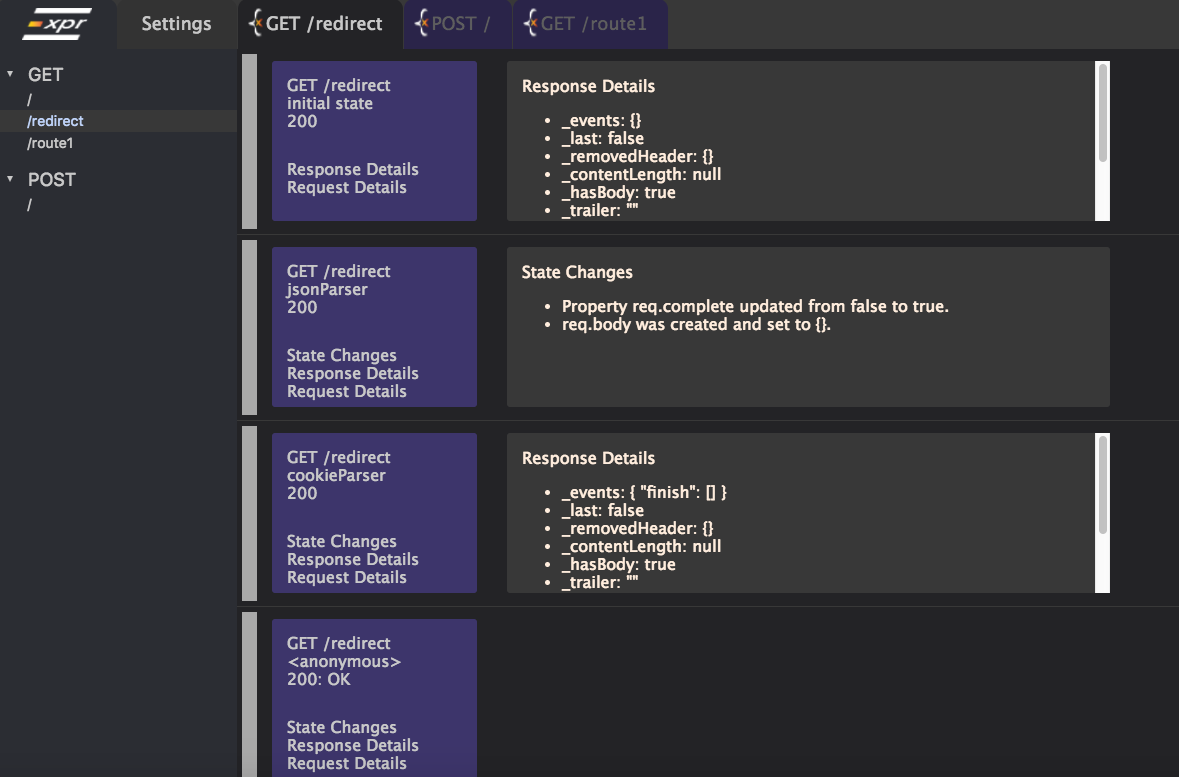 xpr
Settings
GET /redirect
POST /
GET /route1
GET
/
/redirect
/route1
POST
/
GET /redirect
initial state
200
Response Details
Request Details
Response Details
• _events: {}
• _last: false
• _removedHeader: {}
• _contentLength: null
• _hasBody: true
• _trailer: ""
GET /redirect
jsonParser
200
State Changes
Response Details
Request Details
State Changes
• Property req.complete updated from false to true.
• req.body was created and set to {}.
GET /redirect
cookieParser
200
State Changes
Response Details
Request Details
Response Details
• _events: { "finish": [] }
• _last: false
• _removedHeader: {}
• _contentLength: null
• _hasBody: true
• _trailer: ""
GET /redirect
<anonymous>
200: OK
State Changes
Response Details
Request Details